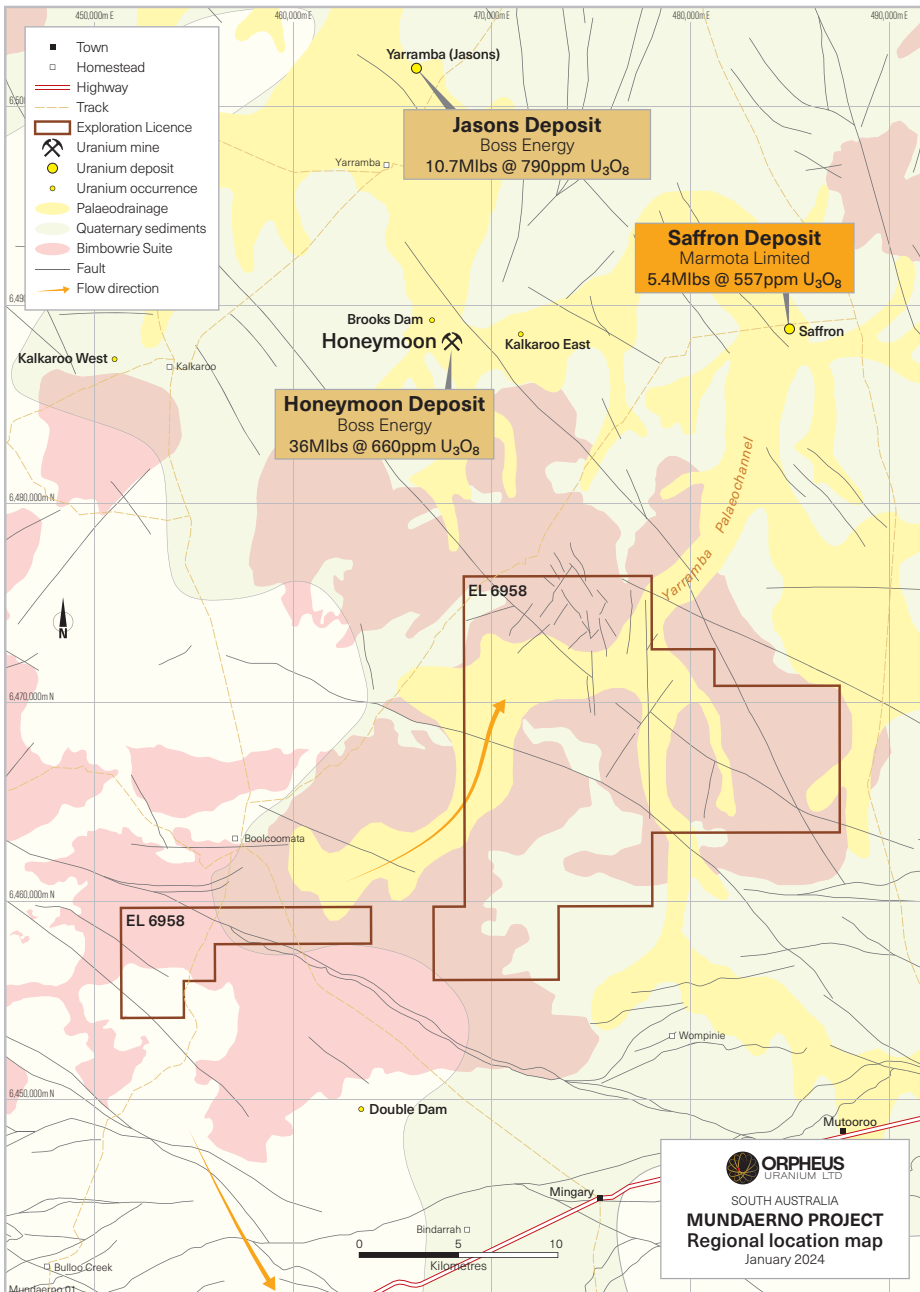 450,000m E
460,000m E
470,000m E
480,000m E
490,000m E
Town
Homestead
Highway
Track
Exploration Licence
Uranium mine
Uranium deposit
Uranium occurrence
Palaeodrainage
Quaternary sediments
Bimbowrie Suite
Fault
Flow direction
Yarramba (Jasons)
Jasons Deposit
Boss Energy
10.7Mlbs @ 790ppm U₃O₈
Yarramba
Saffron Deposit
Marmota Limited
5.4Mlbs @ 557ppm U₃O₈
Brooks Dam
Honeymoon
Kalkaroo East
Saffron
Kalkaroo West
Kalkaroo
Honeymoon Deposit
Boss Energy
36Mlbs @ 660ppm U₃O₈
6,480,000m N
Yarramba Palaeochannel
EL 6958
N
6,470,000m N
Boolcoomata
6,460,000m N
EL 6958
Wompinie
6,450,000m N
Double Dam
Mutooroo
Mingary
Bindarrah
0 5 10
Kilometres
Bulloo Creek
Mundaerno 01
ORPHEUS
URANIUM LTD
SOUTH AUSTRALIA
MUNDAERNO PROJECT
Regional location map
January 2024